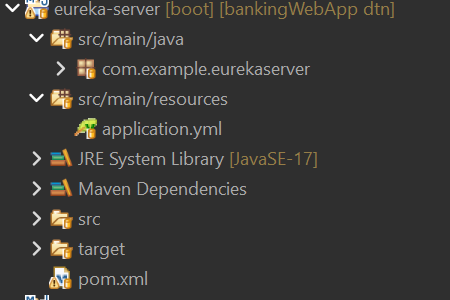 eureka-server [boot] [bankingWebApp dtn]
src/main/java
com.example.eurekaserver
src/main/resources
application.yml
JRE System Library [JavaSE-17]
Maven Dependencies
src
target
pom.xml